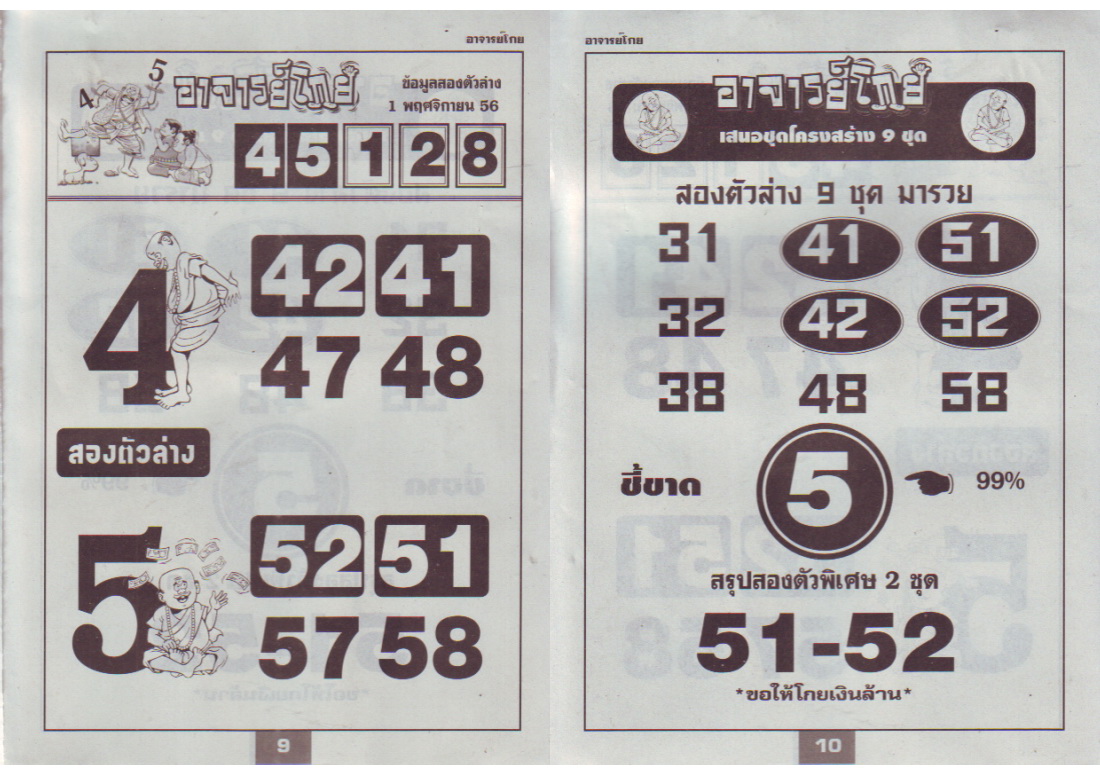 อาจารย์โกย
4
5
อาจารย์โกย
ข้อมูลสองตัวล่าง
1 พฤศจิกายน 56
4 5 1 2 8
4
42 41
47 48
สองตัวล่าง
5
52 51
57 58
9
อาจารย์โกย
อาจารย์โกย
เสนอชุดโครงสร้าง 9 ชุด
สองตัวล่าง 9 ชุด มารวย
31 41 51
32 42 52
38 48 58
ชี้ขาด 5 99%
สรุปสองตัวพิเศษ 2 ชุด
51-52
*ขอให้โกยเงินล้าน*
10